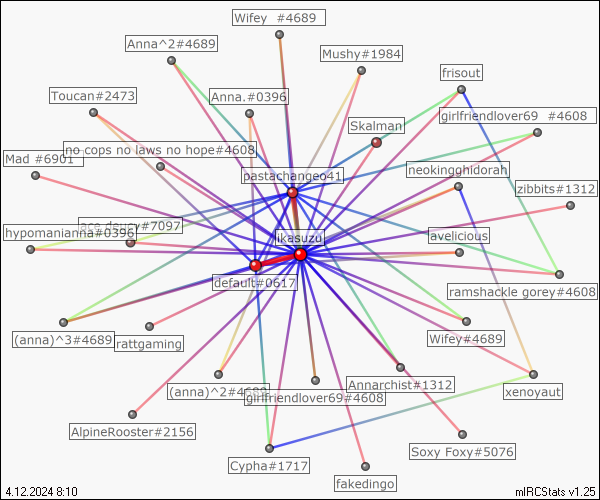 Wifey #4689
Anna^2#4689
Mushy#1984
frisout
Toucan#2473
Anna.#0396
girlfriendlover69 #4608
Skalman
no cops no laws no hope#4608
Mad #6901
pastachangeo41
neokingghidorah
zibbits#1312
ace daucy#7097
hypomanianna#0396
ikasuzu
avelicious
default#0617
ramshackle gorey#4608
(anna)^3#4689
rattgaming
Wifey#4689
(anna)^2#4689
girlfriendlover69#4608
Annarchist#1312
xenoyaut
AlpineRooster#2156
Soxy Foxy#5076
Cypha#1717
fakedingo
4.12.2024 8:10
mIRCStats v1.25